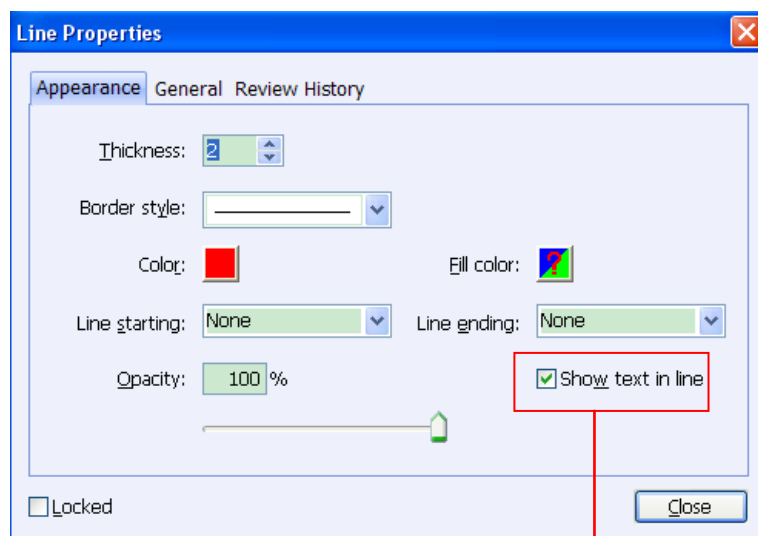 Line Properties
Appearance General Review History
Thickness: 2
Border style:
Color: Fill color: ?
Line starting: None Line ending: None
Opacity: 100 % Show text in line
Locked Close